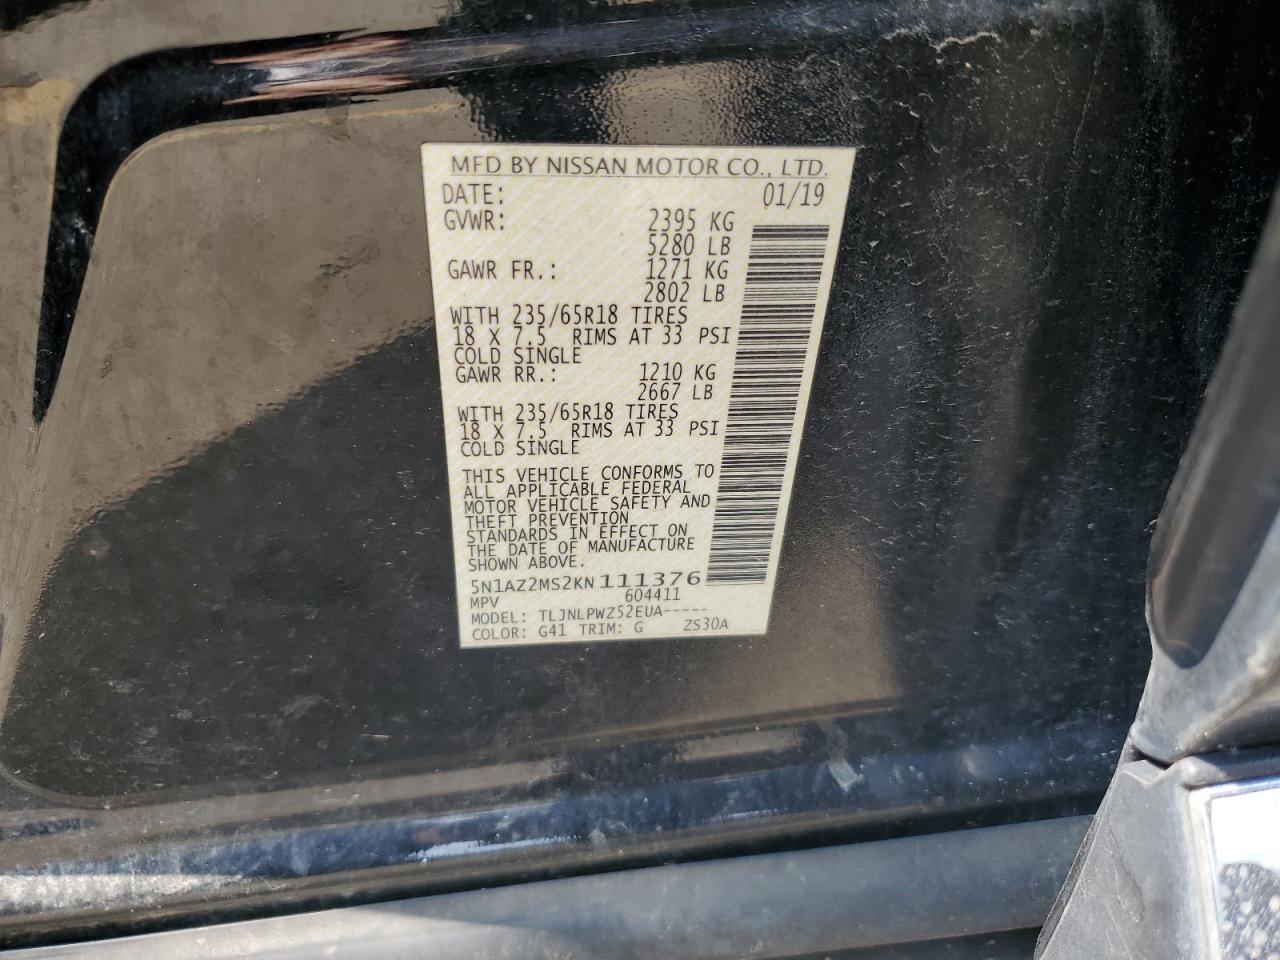 MFD BY NISSAN MOTOR CO., LTD.
DATE: 01/19
GVWR: 2395 KG
5280 LB
GAWR FR.: 1271 KG
2802 LB
WITH 235/65R18 TIRES
18 X 7.5 RIMS AT 33 PSI
COLD SINGLE
GAWR RR.: 1210 KG
2667 LB
WITH 235/65R18 TIRES
18 X 7.5 RIMS AT 33 PSI
COLD SINGLE
THIS VEHICLE CONFORMS TO
ALL APPLICABLE FEDERAL
MOTOR VEHICLE SAFETY AND
THEFT PREVENTION
STANDARDS IN EFFECT ON
THE DATE OF MANUFACTURE
SHOWN ABOVE.
5N1AZ2MS2KN111376
MPV 604411
MODEL: TLJNLPWZ52EUA-----
COLOR: G41 TRIM: G ZS30A